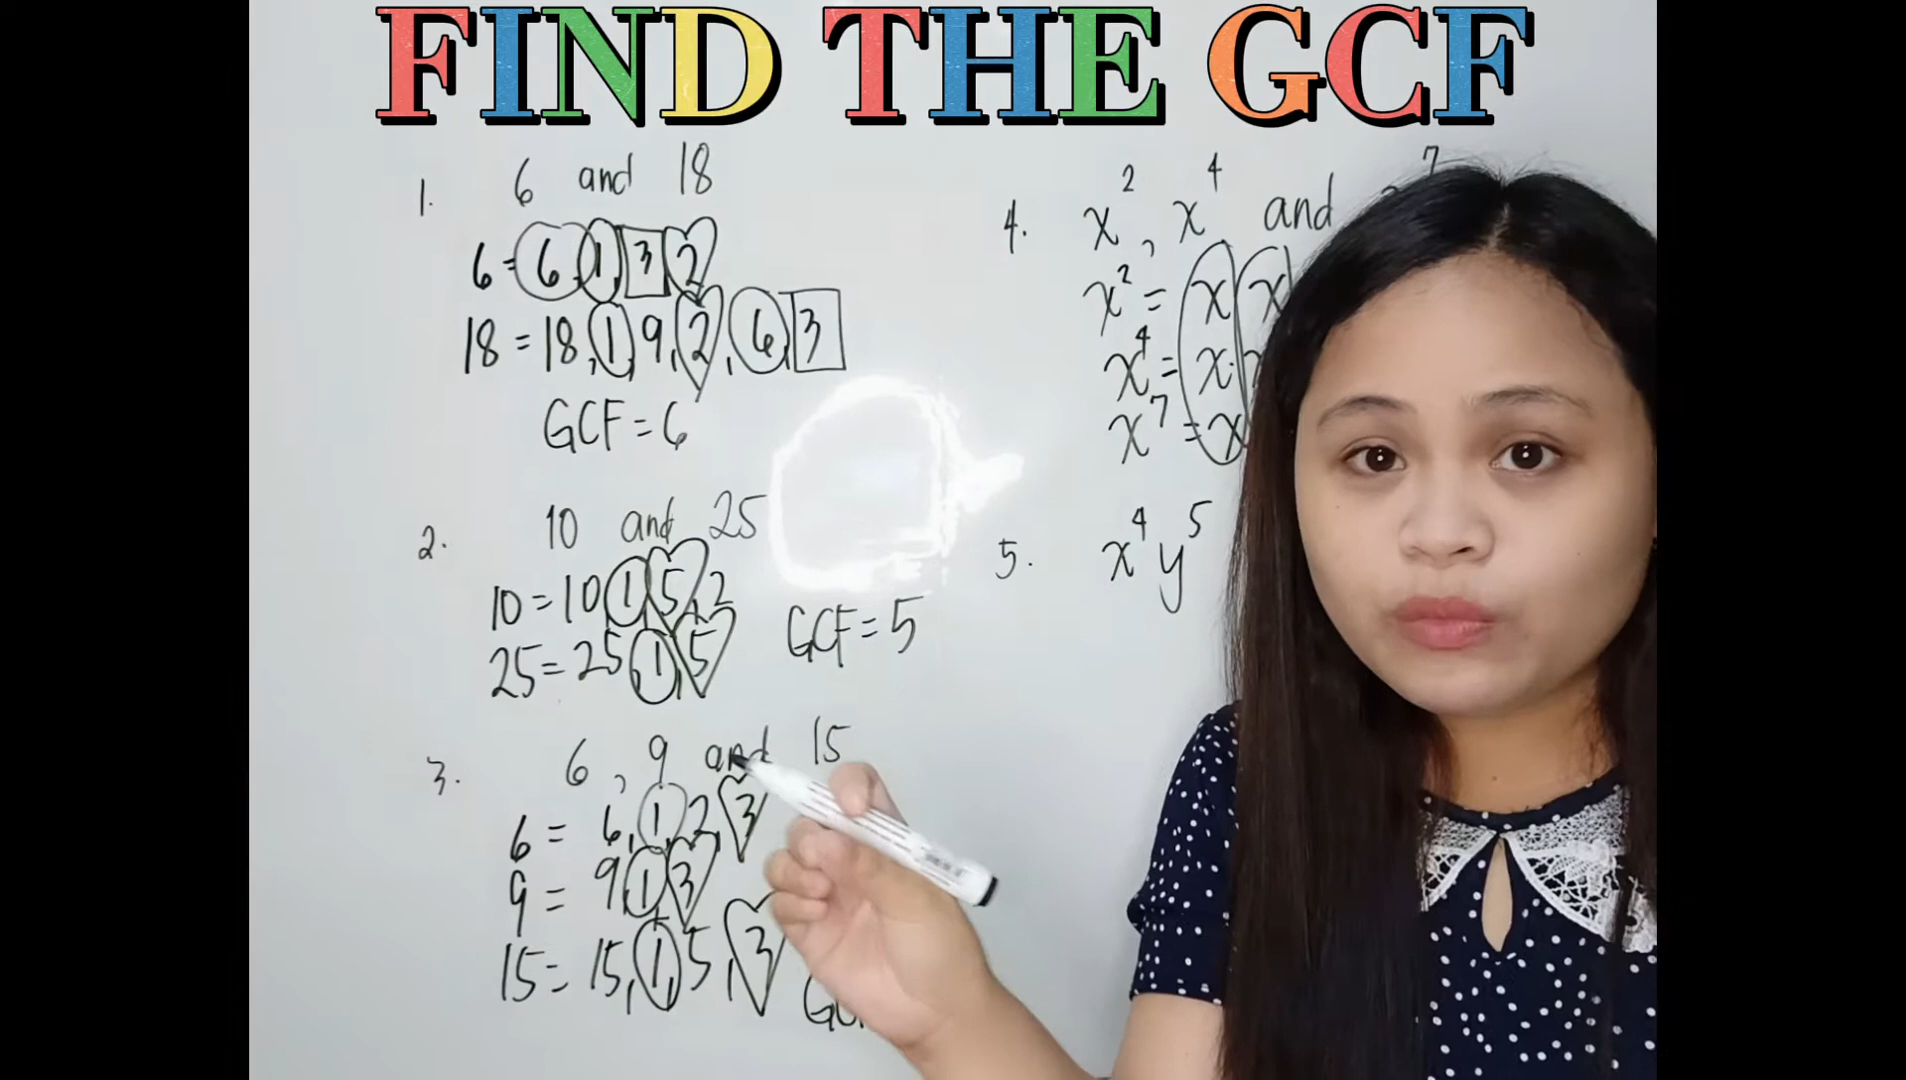 FIND THE GCF
1. 6 and 18
6 = 6, 1, 3, 2
18 = 18, 1, 9, 2, 6, 3
GCF = 6
2. 10 and 25
10 = 10, 1, 5, 2
25 = 25, 1, 5
GCF = 5
3. 6, 9 and 15
6 = 6, 1, 2, 3
9 = 9, 1, 3
15 = 15, 1, 5, 3
4. x², x⁴ and
x² = x x
x⁴ = x·
x⁷ = x
5. x⁴y⁵